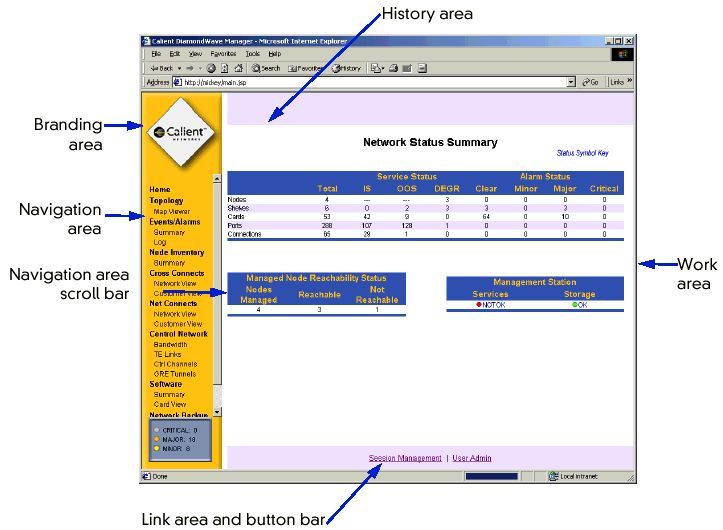 History area
Calient DiamondWave Manager - Microsoft Internet Explorer
File Edit View Favorites Tools Help
Back Search Favorites History
Address http://mickey/main.jsp Go Links »
Branding area
Calient™
NETWORKS
Network Status Summary
Status Symbol Key
Navigation area
Home
Topology
Map Viewer
Events/Alarms
Summary
Log
Node Inventory
Summary
Cross Connects
Network View
Customer View
Net Connects
Network View
Customer View
Control Network
Bandwidth
TE Links
Ctrl Channels
GRE Tunnels
Software
Summary
Card View
Network Backup
Navigation area scroll bar
Service Status Alarm Status
Total IS OOS DEGR Clear Minor Major Critical
Nodes 4 --- --- 3 0 0 0 0
Shelves 6 0 2 3 3 0 3 0
Cards 53 42 9 0 64 0 10 0
Ports 288 107 128 1 0 0 0 0
Connections 65 29 1 0 0 0 0 0
Managed Node Reachability Status
Nodes Managed Reachable Not Reachable
4 3 1
Management Station
Services Storage
NOTOK OK
Work area
CRITICAL: 0
MAJOR: 18
MINOR: 8
Session Management | User Admin
Done Local intranet
Link area and button bar